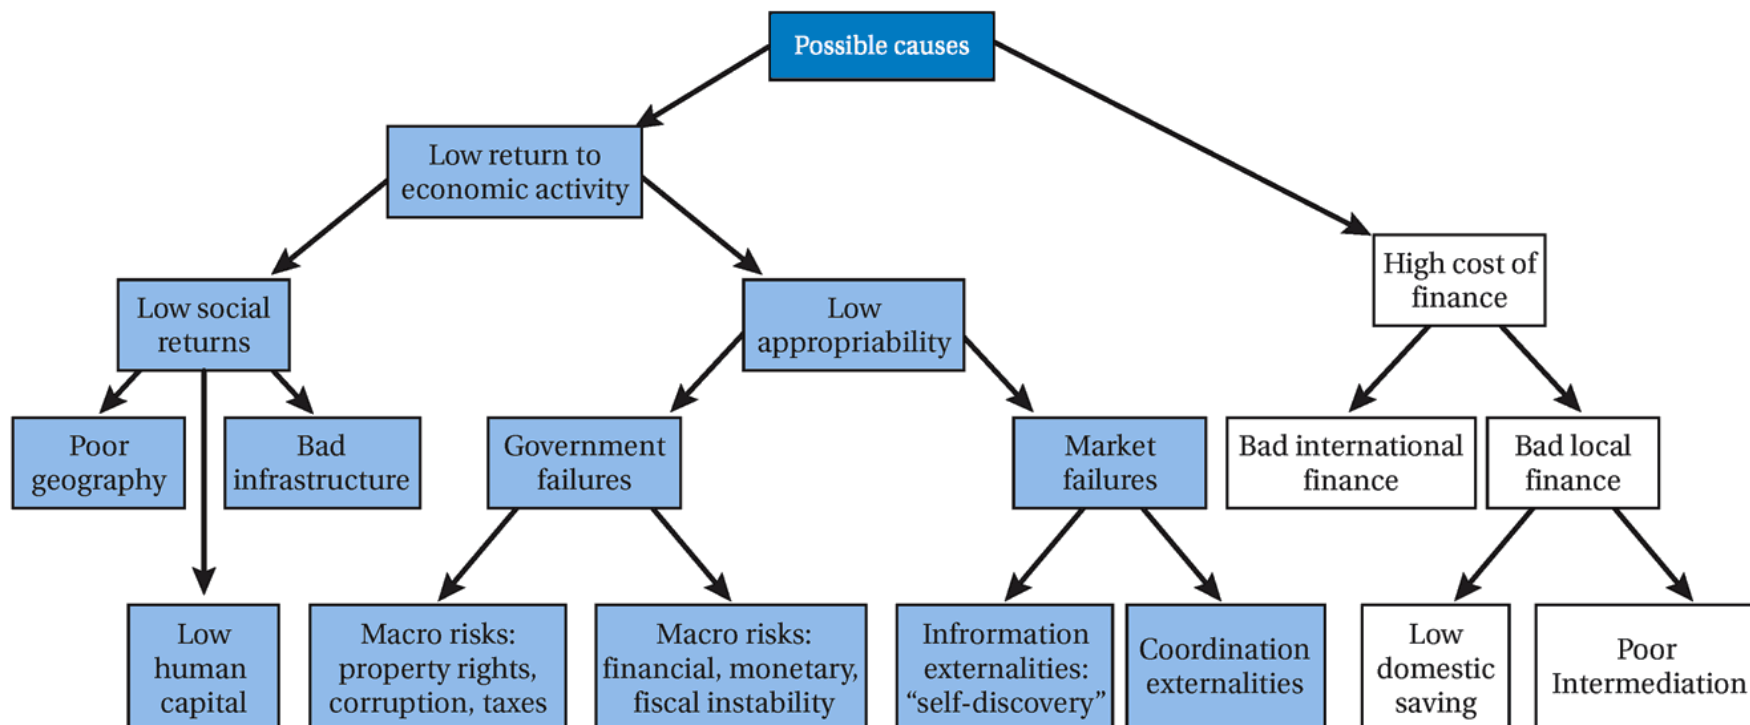 Possible causes
Low return to
economic activity
High cost of
finance
Low social
returns
Low
appropriability
Poor
geography
Bad
infrastructure
Government
failures
Market
failures
Bad international
finance
Bad local
finance
Low
human
capital
Macro risks:
property rights,
corruption, taxes
Macro risks:
financial, monetary,
fiscal instability
Infrormation
externalities:
“self-discovery”
Coordination
externalities
Low
domestic
saving
Poor
Intermediation